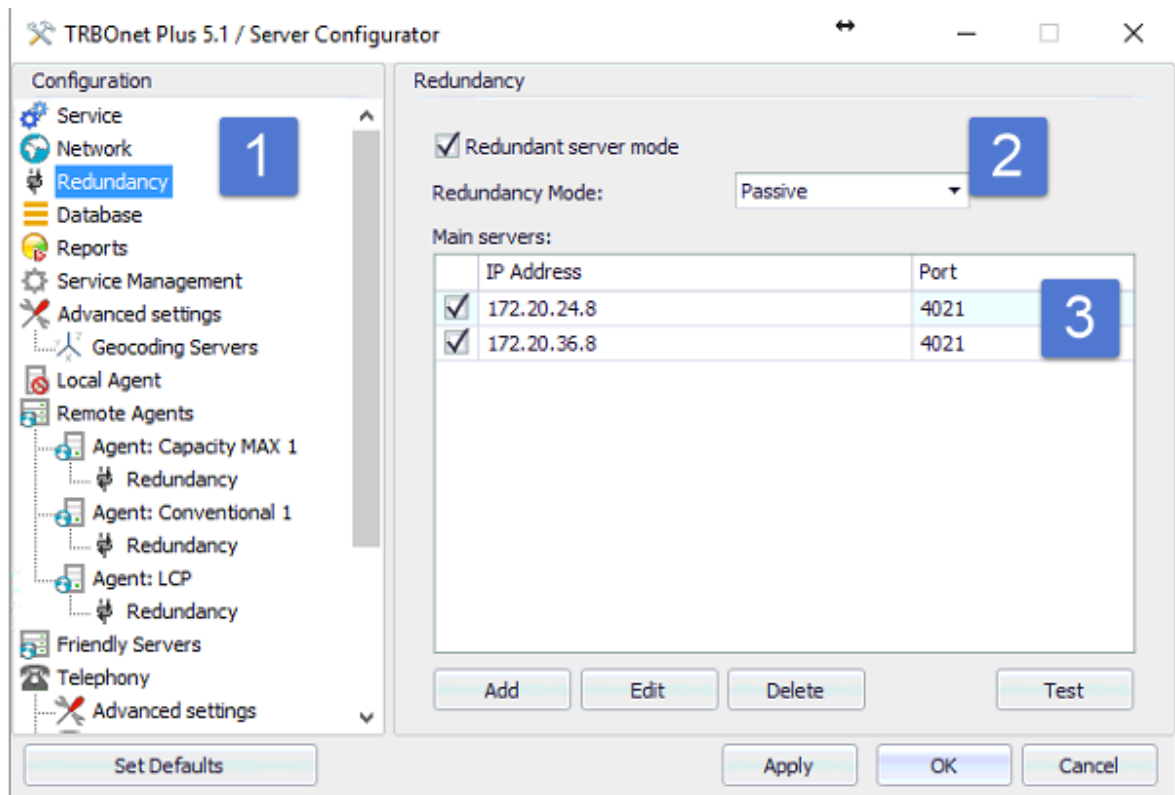 TRBOnet Plus 5.1 / Server Configurator
Configuration
Service
Network
Redundancy
Database
Reports
Service Management
Advanced settings
Geocoding Servers
Local Agent
Remote Agents
Agent: Capacity MAX 1
Redundancy
Agent: Conventional 1
Redundancy
Agent: LCP
Redundancy
Friendly Servers
Telephony
Advanced settings
1
Redundancy
Redundant server mode
2
Redundancy Mode: Passive
Main servers:
IP Address Port
172.20.24.8 4021
172.20.36.8 4021
3
Add Edit Delete Test
Set Defaults Apply OK Cancel